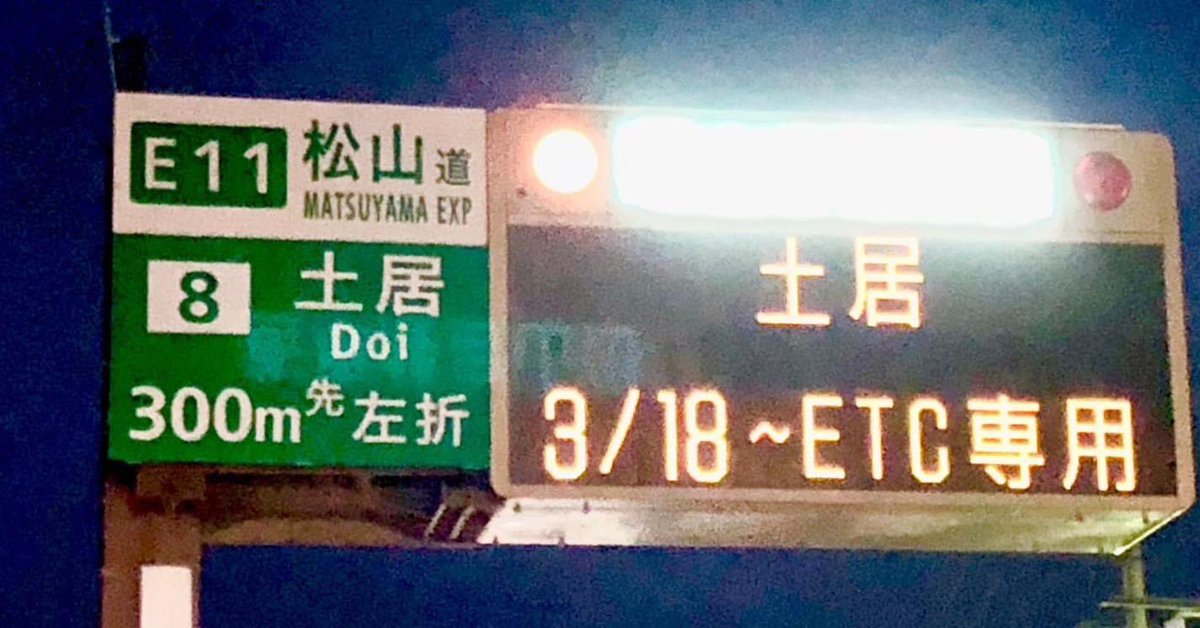 E11 松山道
MATSUYAMA EXP
8 土居
Doi
300m先左折
土居
3/18~ETC専用